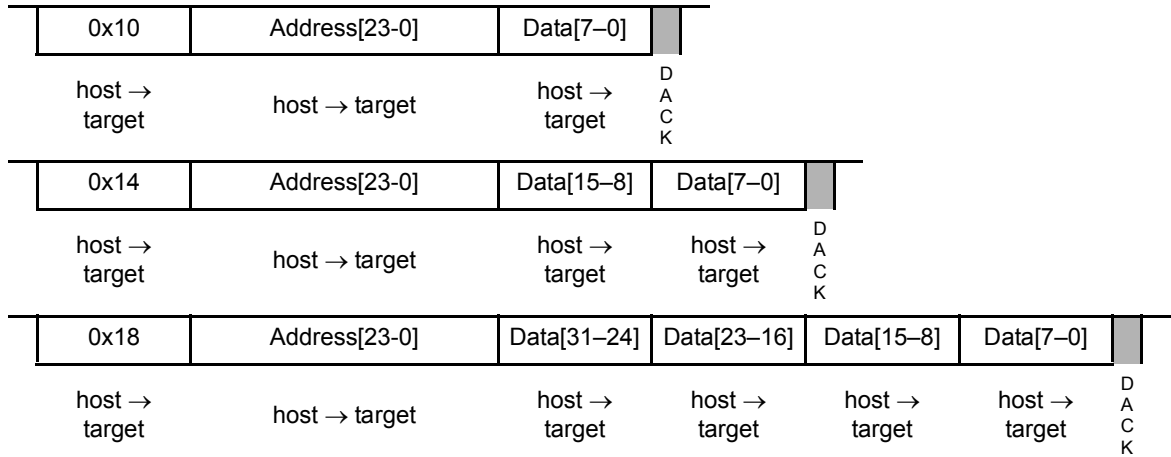 0x10 Address[23-0] Data[7–0]
host →
target
host → target
host →
target
D
A
C
K
0x14 Address[23-0] Data[15–8] Data[7–0]
host →
target
host → target
host →
target
host →
target
D
A
C
K
0x18 Address[23-0] Data[31–24] Data[23–16] Data[15–8] Data[7–0]
host →
target
host → target
host →
target
host →
target
host →
target
host →
target
D
A
C
K